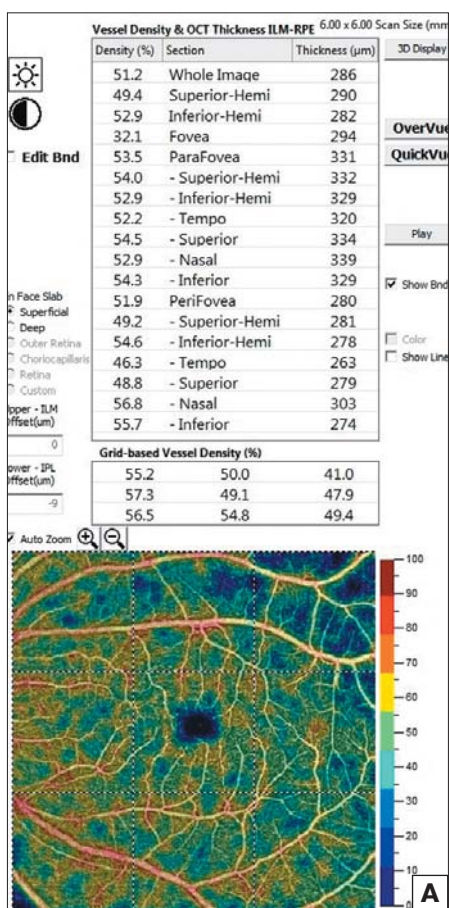 Vessel Density & OCT Thickness ILM-RPE 6.00 x 6.00 Scan Size (mm
Density (%) Section Thickness (µm)
51.2 Whole Image 286
49.4 Superior-Hemi 290
52.9 Inferior-Hemi 282
32.1 Fovea 294
53.5 ParaFovea 331
54.0 - Superior-Hemi 332
52.9 - Inferior-Hemi 329
52.2 - Tempo 320
54.5 - Superior 334
52.9 - Nasal 339
54.3 - Inferior 329
51.9 PeriFovea 280
49.2 - Superior-Hemi 281
54.6 - Inferior-Hemi 278
46.3 - Tempo 263
48.8 - Superior 279
56.8 - Nasal 303
55.7 - Inferior 274
Grid-based Vessel Density (%)
55.2 50.0 41.0
57.3 49.1 47.9
56.5 54.8 49.4
3D Display
OverVue
QuickVue
Play
Show Bnd
Color
Show Line
Edit Bnd
n Face Slab
Superficial
Deep
Outer Retina
Choriocapillaris
Retina
Custom
pper - ILM
ffset(um)
0
ower - IPL
ffset(um)
-9
Auto Zoom
100
90
80
70
60
50
40
30
20
10
0
A